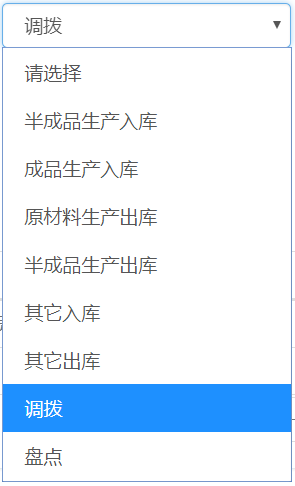 调拨
请选择
半成品生产入库
成品生产入库
原材料生产出库
半成品生产出库
其它入库
其它出库
调拨
盘点